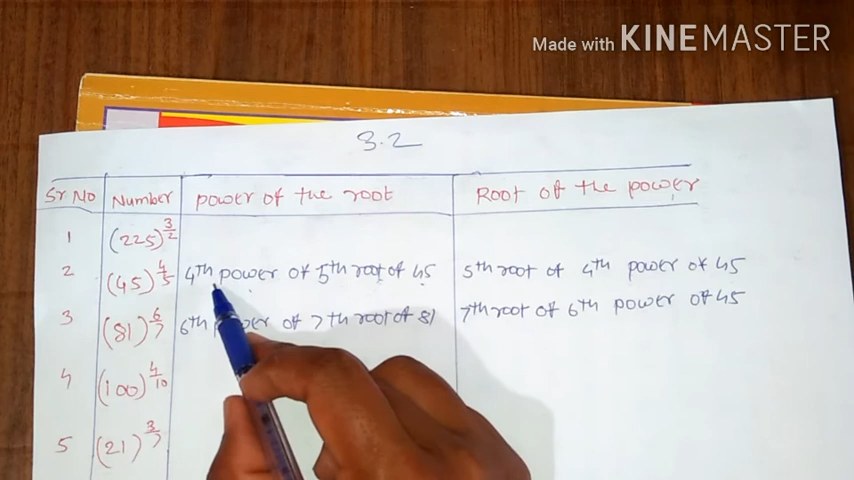 Made with KINEMASTER
3.2
Sr.No Number power of the root Root of the power
1 (225)^3/2
2 (45)^4/5 4th power of 5th root of 45 5th root of 4th power of 45
3 (81)^6/7 6th power of 7th root of 81 7th root of 6th power of 45
4 (100)^4/10
5 (21)^3/7